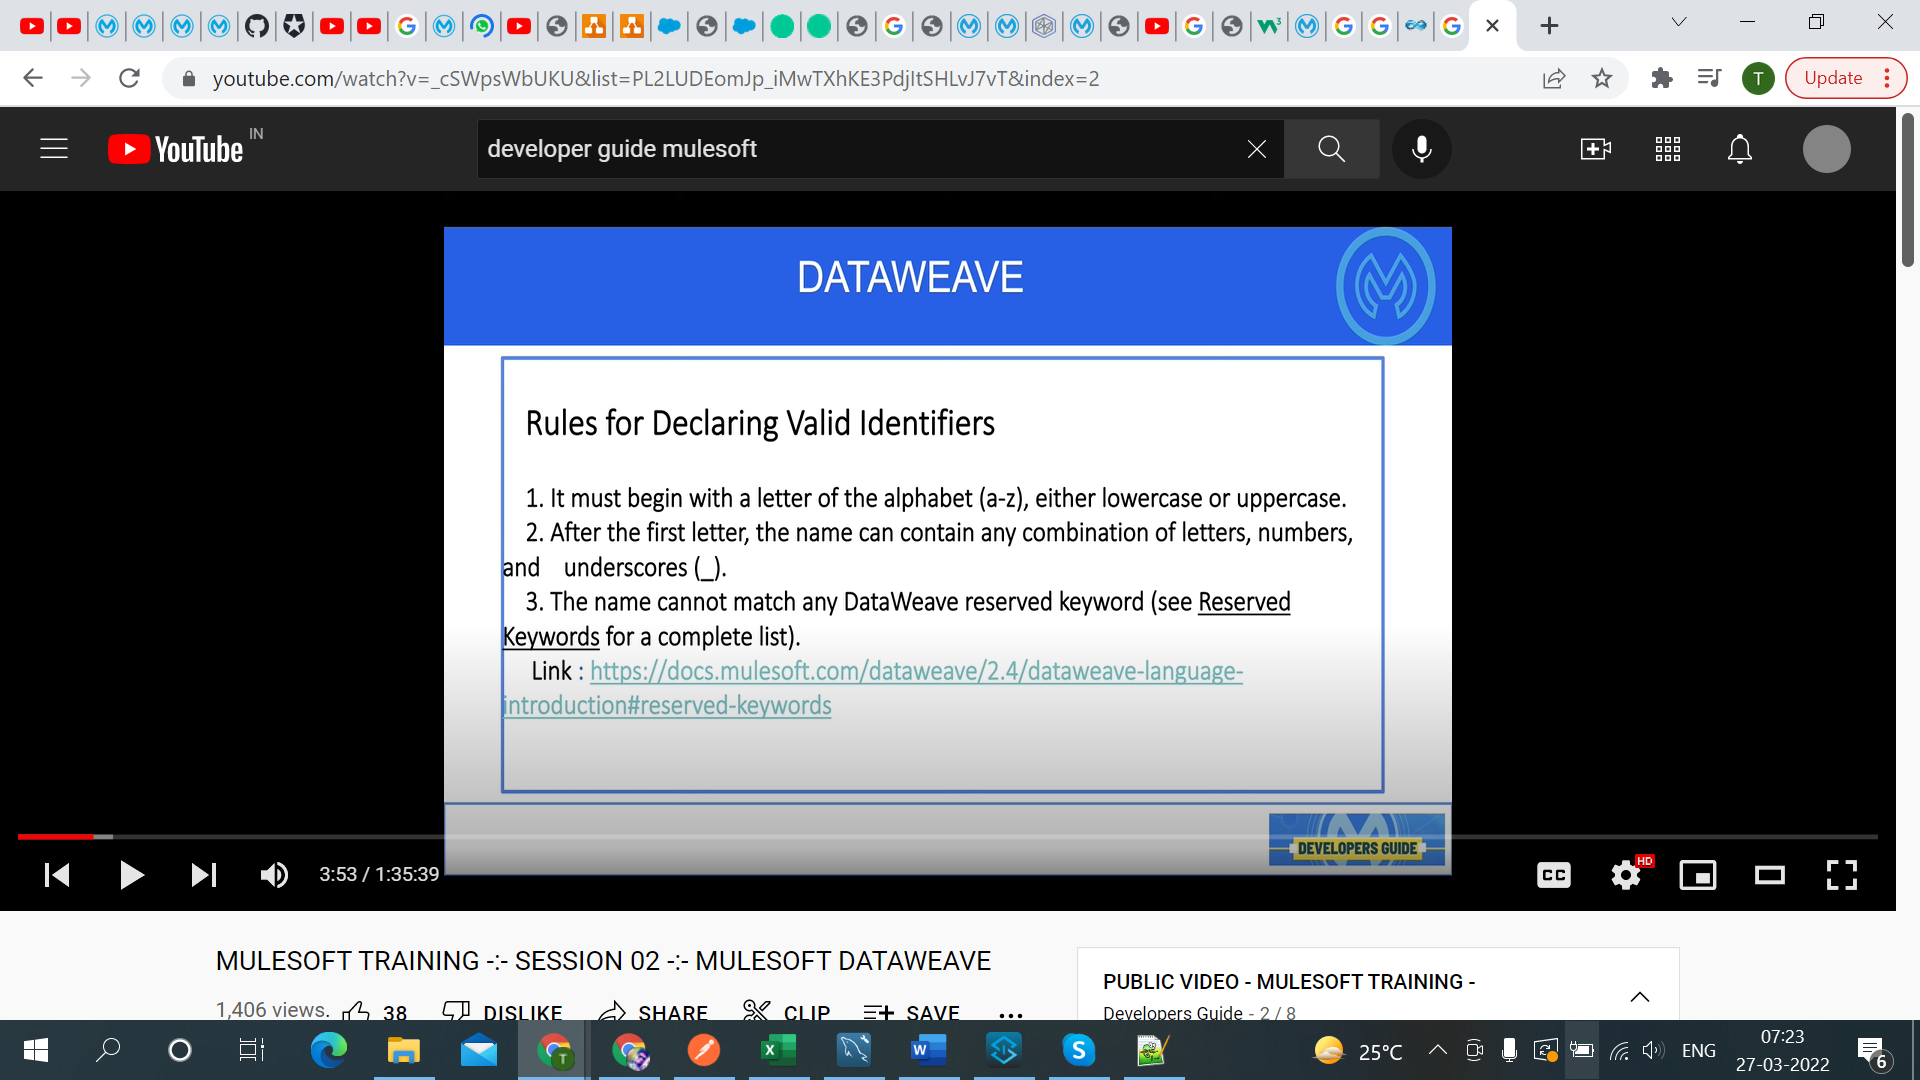 youtube.com/watch?v=_cSWpsWbUKU&list=PL2LUDEomJp_iMwTXhKE3PdjItSHLvJ7vT&index=2
T
Update
YouTube IN
developer guide mulesoft
DATAWEAVE
Rules for Declaring Valid Identifiers
1. It must begin with a letter of the alphabet (a-z), either lowercase or uppercase.
2. After the first letter, the name can contain any combination of letters, numbers,
and underscores (_).
3. The name cannot match any DataWeave reserved keyword (see Reserved
Keywords for a complete list).
Link : https://docs.mulesoft.com/dataweave/2.4/dataweave-language-
introduction#reserved-keywords
DEVELOPERS GUIDE
3:53 / 1:35:39
CC
HD
MULESOFT TRAINING -:- SESSION 02 -:- MULESOFT DATAWEAVE
1,406 views.
38
DISLIKE
SHARE
CLIP
SAVE
PUBLIC VIDEO - MULESOFT TRAINING -
Developers Guide - 2 / 8
25°C
ENG
07:23
27-03-2022
6